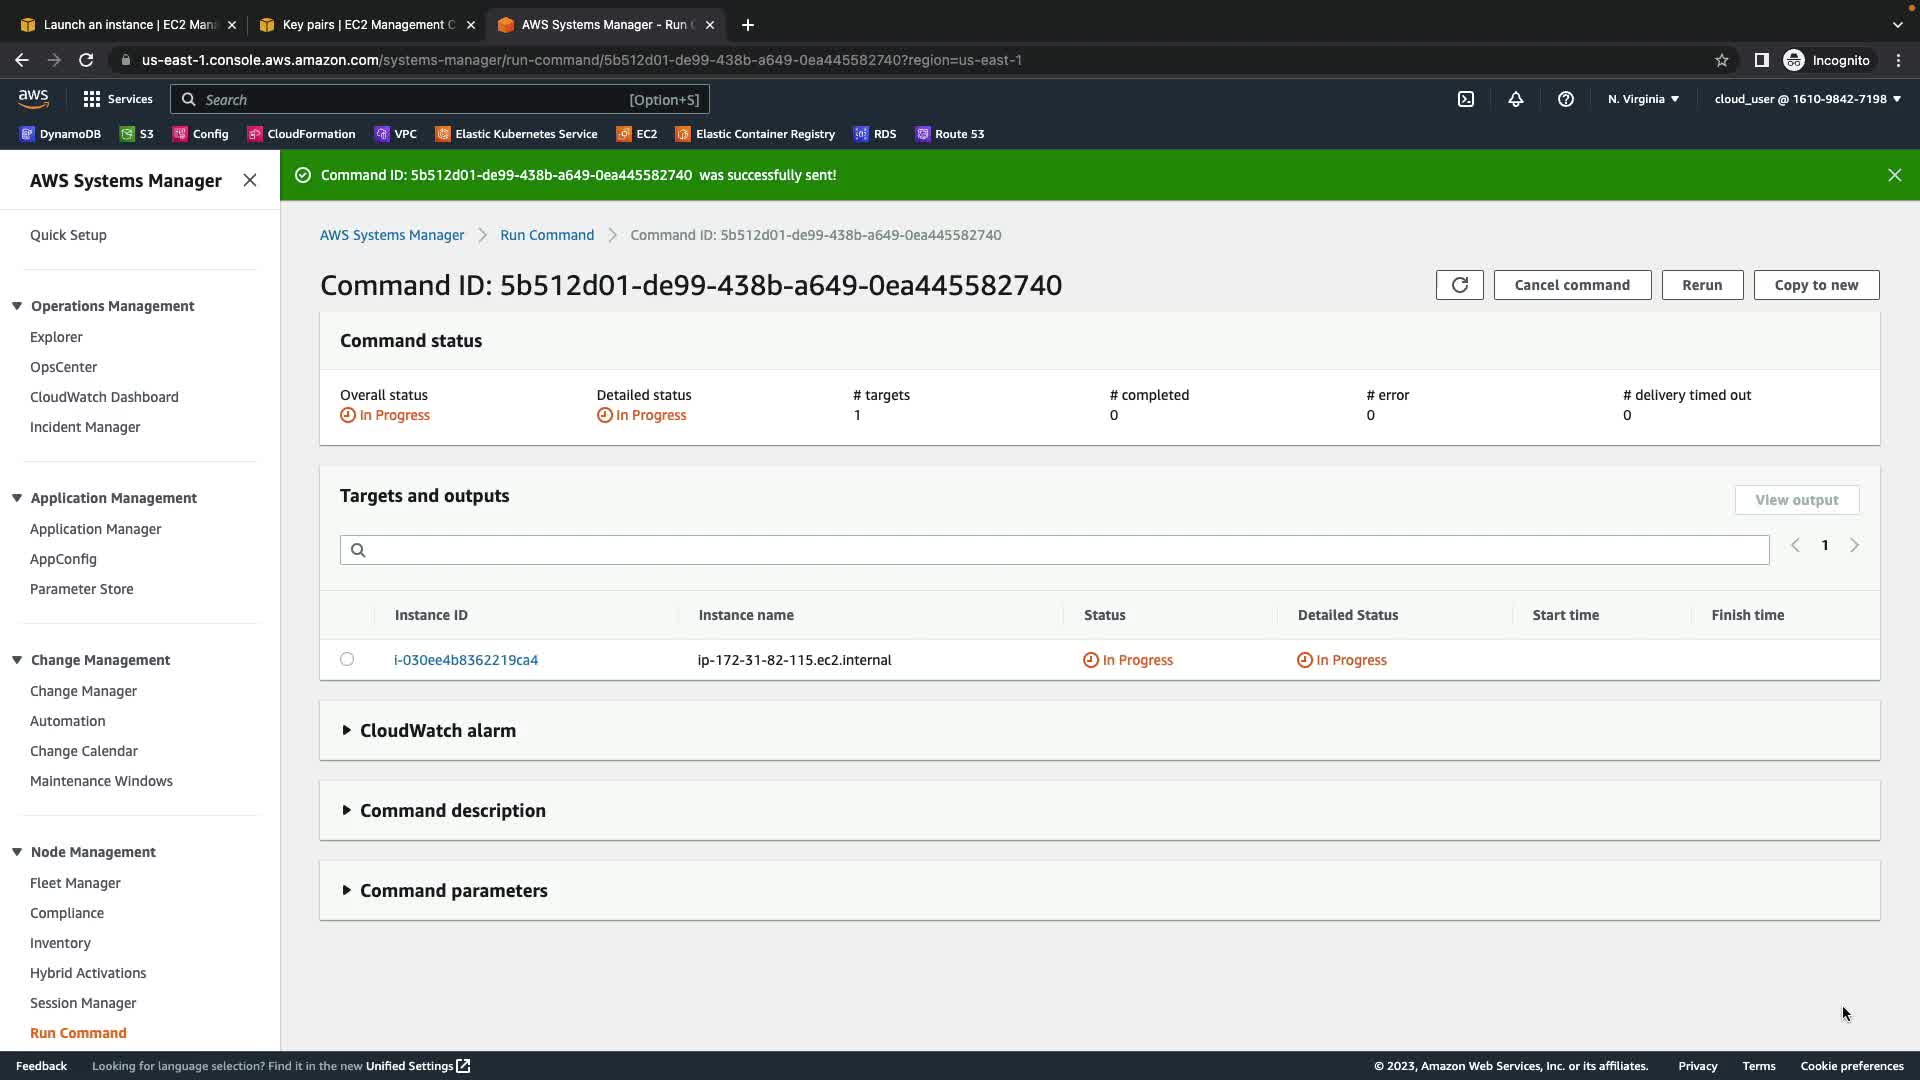 Launch an instance | EC2 Man
Key pairs | EC2 Management C
AWS Systems Manager - Run C
us-east-1.console.aws.amazon.com/systems-manager/run-command/5b512d01-de99-438b-a649-0ea445582740?region=us-east-1
Incognito
aws
Services
Search
[Option+S]
N. Virginia
cloud_user @ 1610-9842-7198
DynamoDB
S3
Config
CloudFormation
VPC
Elastic Kubernetes Service
EC2
Elastic Container Registry
RDS
Route 53
AWS Systems Manager
Quick Setup
Operations Management
Explorer
OpsCenter
CloudWatch Dashboard
Incident Manager
Application Management
Application Manager
AppConfig
Parameter Store
Change Management
Change Manager
Automation
Change Calendar
Maintenance Windows
Node Management
Fleet Manager
Compliance
Inventory
Hybrid Activations
Session Manager
Run Command
Command ID: 5b512d01-de99-438b-a649-0ea445582740 was successfully sent!
AWS Systems Manager
Run Command
Command ID: 5b512d01-de99-438b-a649-0ea445582740
Command ID: 5b512d01-de99-438b-a649-0ea445582740
Cancel command
Rerun
Copy to new
Command status
Overall status
In Progress
Detailed status
In Progress
# targets
1
# completed
0
# error
0
# delivery timed out
0
Targets and outputs
View output
1
Instance ID
Instance name
Status
Detailed Status
Start time
Finish time
i-030ee4b8362219ca4
ip-172-31-82-115.ec2.internal
In Progress
In Progress
CloudWatch alarm
Command description
Command parameters
Feedback
Looking for language selection? Find it in the new Unified Settings
© 2023, Amazon Web Services, Inc. or its affiliates.
Privacy
Terms
Cookie preferences